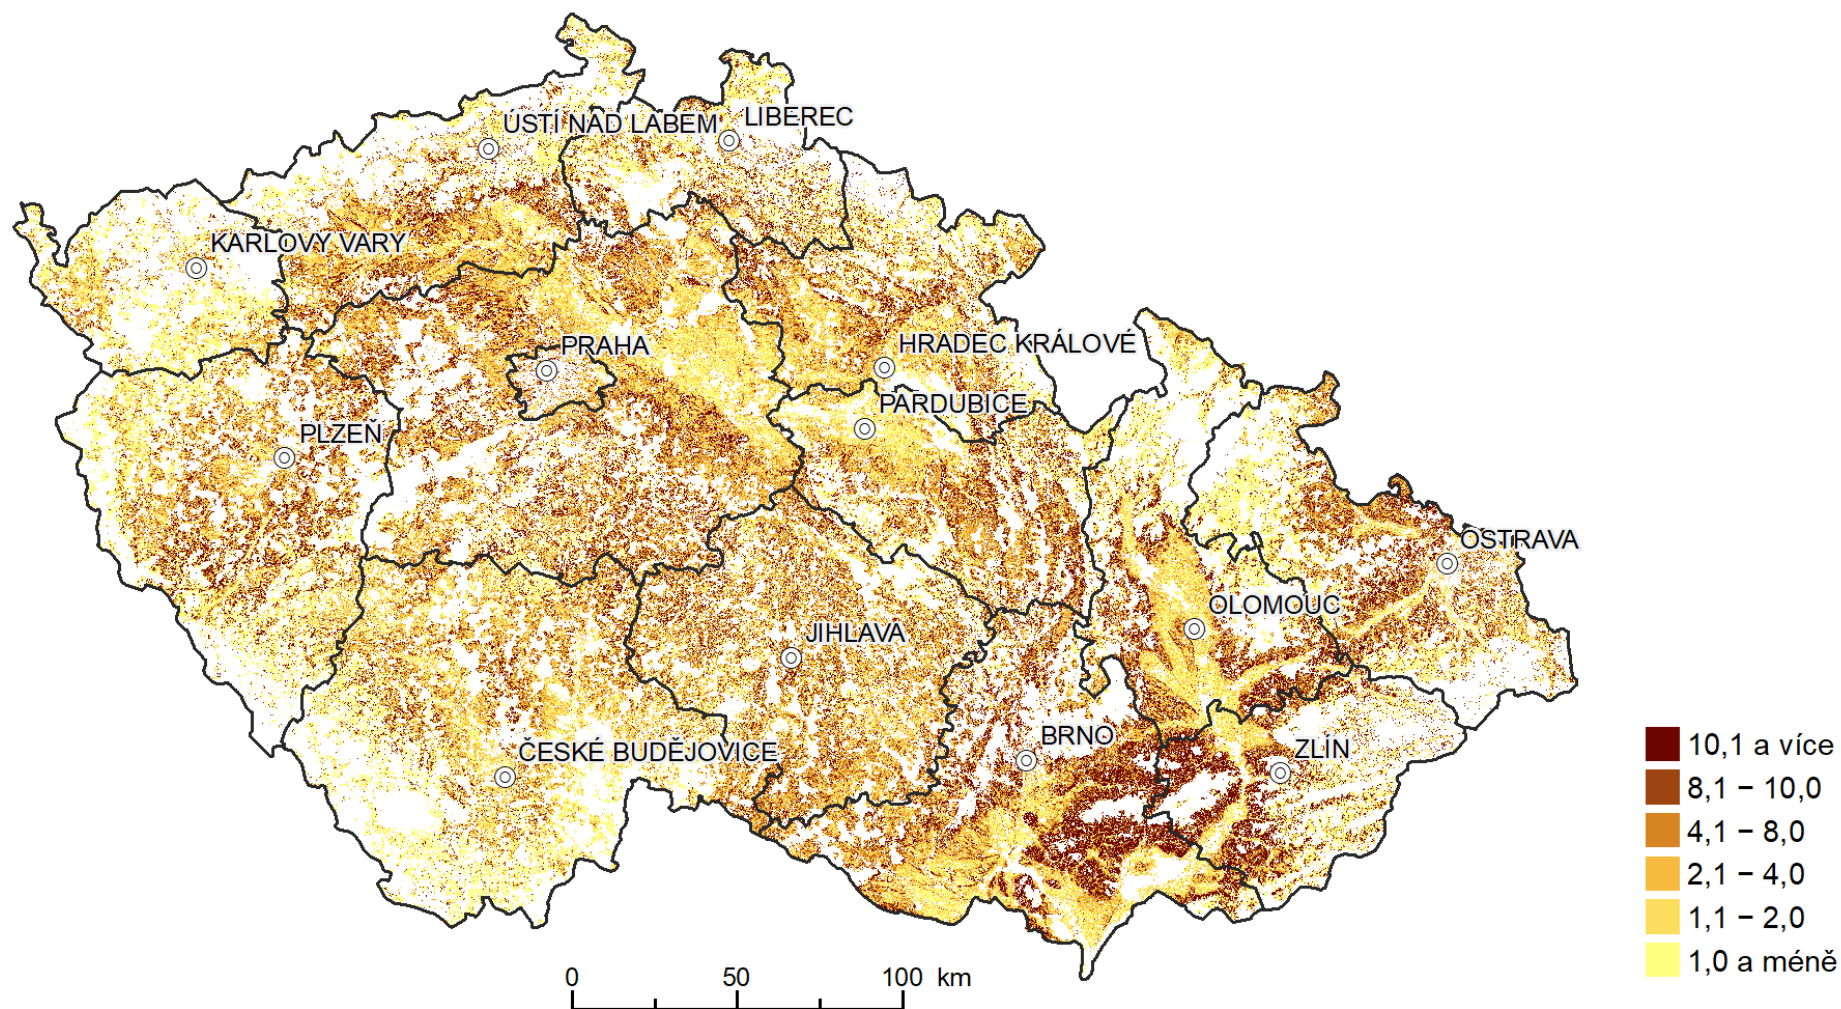 ÚSTÍ NAD LABEM
LIBEREC
KARLOVY VARY
PRAHA
HRADEC KRÁLOVÉ
PARDUBICE
PLZEŇ
OSTRAVA
OLOMOUC
JIHLAVA
BRNO
ZLÍN
ČESKÉ BUDĚJOVICE
10,1 a více
8,1 − 10,0
4,1 − 8,0
2,1 − 4,0
1,1 − 2,0
1,0 a méně
0 50 100 km